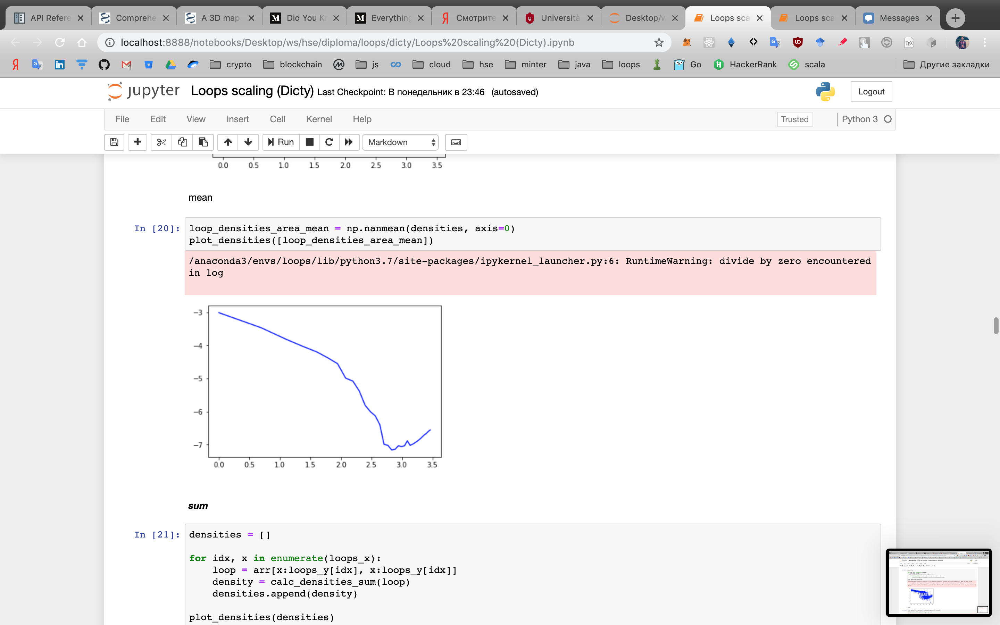 API Refere
Comprehe
A 3D map
Did You K
Everything
Смотрите
Università
Desktop/w
Loops sca
Loops sca
Messages
localhost:8888/notebooks/Desktop/ws/hse/diploma/loops/dicty/Loops%20scaling%20(Dicty).ipynb
crypto
blockchain
js
cloud
hse
minter
java
loops
Go
HackerRank
scala
Другие закладки
jupyter Loops scaling (Dicty) Last Checkpoint: В понедельник в 23:46 (autosaved)
Logout
File Edit View Insert Cell Kernel Help
Trusted
Python 3
Run
Markdown
0.0 0.5 1.0 1.5 2.0 2.5 3.0 3.5
mean
In [20]:
loop_densities_area_mean = np.nanmean(densities, axis=0)
plot_densities([loop_densities_area_mean])
/anaconda3/envs/loops/lib/python3.7/site-packages/ipykernel_launcher.py:6: RuntimeWarning: divide by zero encountered
in log
−3
−4
−5
−6
−7
0.0 0.5 1.0 1.5 2.0 2.5 3.0 3.5
sum
In [21]:
densities = []
for idx, x in enumerate(loops_x):
    loop = arr[x:loops_y[idx], x:loops_y[idx]]
    density = calc_densities_sum(loop)
    densities.append(density)
plot_densities(densities)